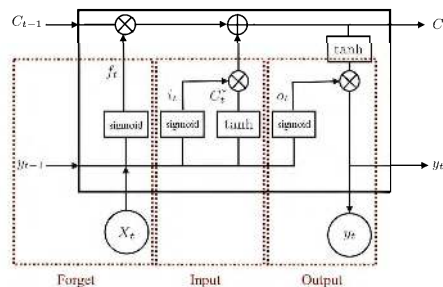 C_{t-1} C
tanh
f_t i_t C̃_t o_t
sigmoid sigmoid tanh sigmoid
y_{t-1} y_t
X_t y_t
Forget Input Output